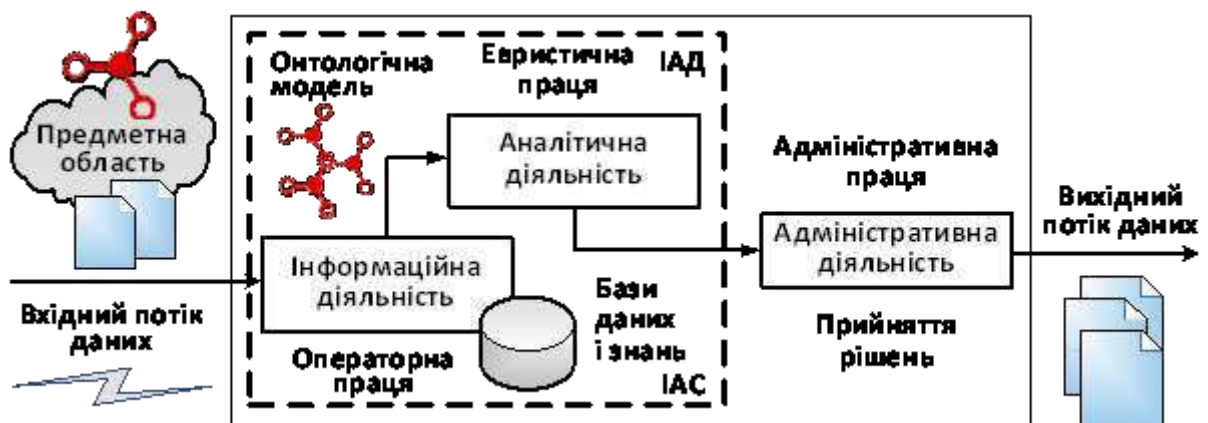 Предметна
область
Вхідний потік
даних
Онтологічна
модель
Евристична
праця
ІАД
Аналітична
діяльність
Інформаційна
діяльність
Операторна
праця
Бази
даних
і знань
ІАС
Адміністративна
праця
Адміністративна
діяльність
Прийняття
рішень
Вихідний
потік даних